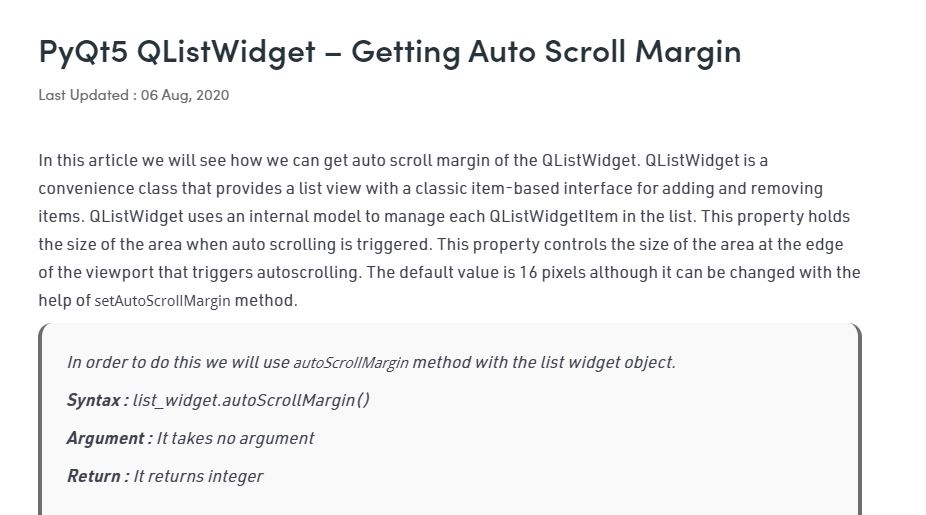 PyQt5 QListWidget – Getting Auto Scroll Margin
Last Updated : 06 Aug, 2020
In this article we will see how we can get auto scroll margin of the QListWidget. QListWidget is a
convenience class that provides a list view with a classic item-based interface for adding and removing
items. QListWidget uses an internal model to manage each QListWidgetItem in the list. This property holds
the size of the area when auto scrolling is triggered. This property controls the size of the area at the edge
of the viewport that triggers autoscrolling. The default value is 16 pixels although it can be changed with the
help of setAutoScrollMargin method.
In order to do this we will use autoScrollMargin method with the list widget object.
Syntax : list_widget.autoScrollMargin()
Argument : It takes no argument
Return : It returns integer